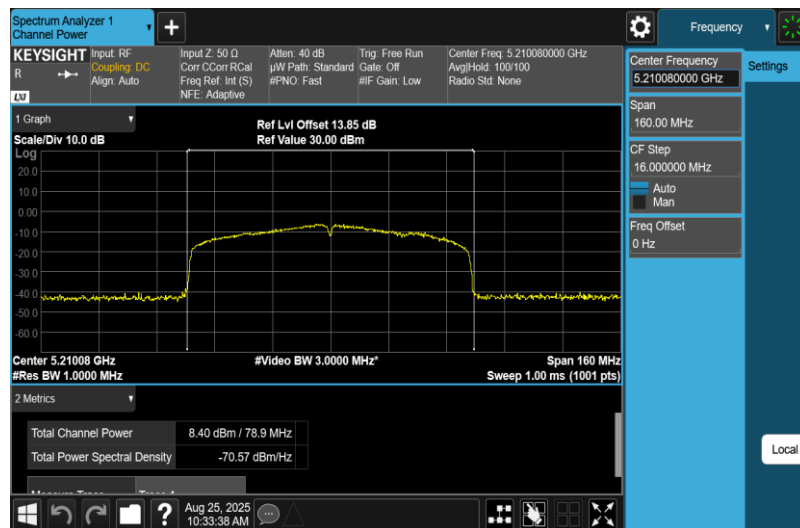 Spectrum Analyzer 1
Channel Power
+
Frequency
KEYSIGHT
R
LXI
Input: RF
Coupling: DC
Align: Auto
Input Z: 50 Ω
Corr CCorr RCal
Freq Ref: Int (S)
NFE: Adaptive
Atten: 40 dB
µW Path: Standard
#PNO: Fast
Trig: Free Run
Gate: Off
#IF Gain: Low
Center Freq: 5.210080000 GHz
Avg|Hold: 100/100
Radio Std: None
Center Frequency
5.210080000 GHz
Settings
Span
160.00 MHz
CF Step
16.000000 MHz
Auto
Man
Freq Offset
0 Hz
Local
1 Graph
Scale/Div 10.0 dB
Ref Lvl Offset 13.85 dB
Ref Value 30.00 dBm
Log
20.0
10.0
0.00
-10.0
-20.0
-30.0
-40.0
-50.0
-60.0
Center 5.21008 GHz
#Video BW 3.0000 MHz*
Span 160 MHz
#Res BW 1.0000 MHz
Sweep 1.00 ms (1001 pts)
2 Metrics
Total Channel Power 8.40 dBm / 78.9 MHz
Total Power Spectral Density -70.57 dBm/Hz
?
Aug 25, 2025
10:33:38 AM